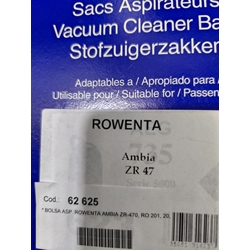 Sacs Aspirateurs
Vacuum Cleaner Ba
Stofzuigerzakken
Adaptables a / Apropiado para / A
Utilisable pour / Suitable for / Passen
ROWENTA
Ambia
ZR 47
Cod.: 62 625
* BOLSA ASP. ROWENTA AMBIA ZR-470, RO 201, 20,